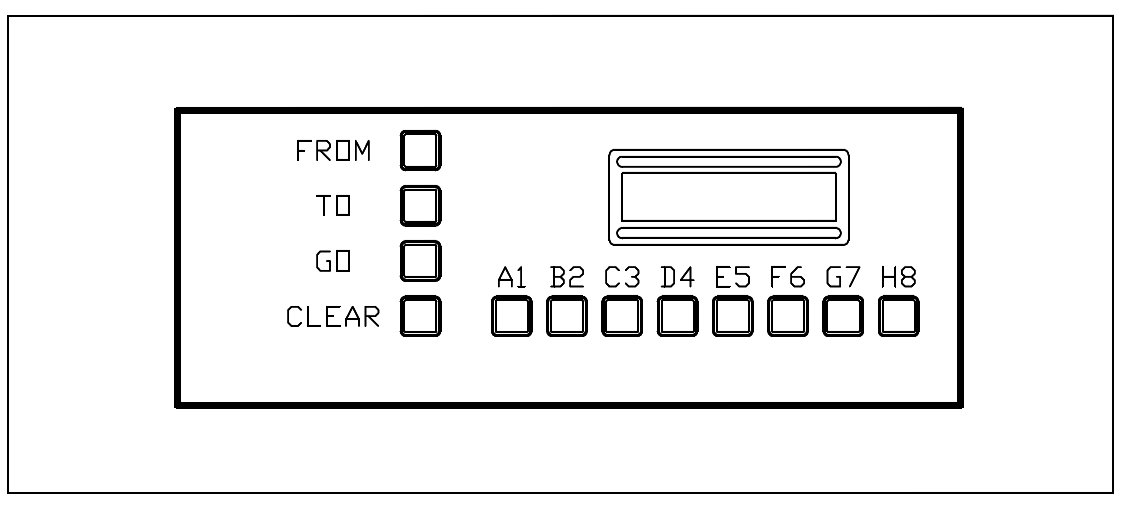 FROM
TO
GO
CLEAR
A1 B2 C3 D4 E5 F6 G7 H8